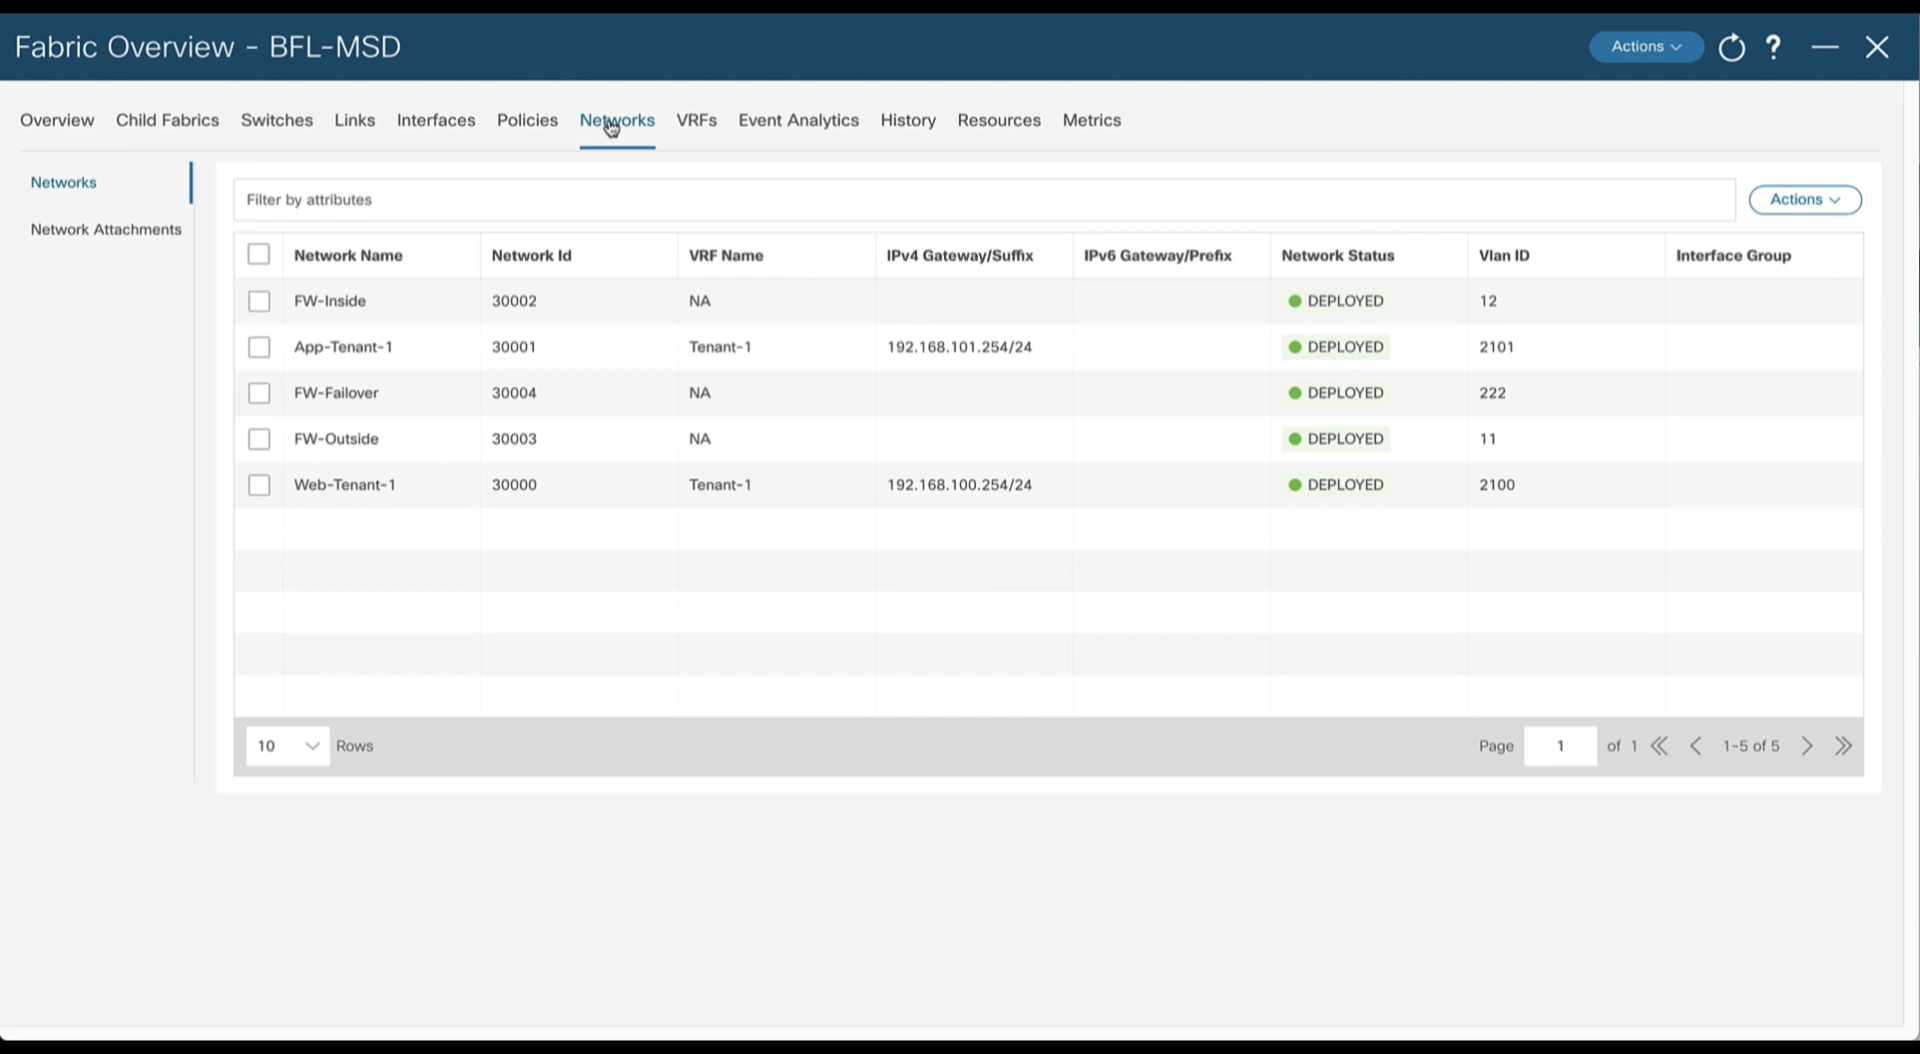 Fabric Overview - BFL-MSD
Actions
Overview Child Fabrics Switches Links Interfaces Policies Networks VRFs Event Analytics History Resources Metrics
Networks
Network Attachments
Filter by attributes
Actions
Network Name Network Id VRF Name IPv4 Gateway/Suffix IPv6 Gateway/Prefix Network Status Vlan ID Interface Group
FW-Inside 30002 NA DEPLOYED 12
App-Tenant-1 30001 Tenant-1 192.168.101.254/24 DEPLOYED 2101
FW-Failover 30004 NA DEPLOYED 222
FW-Outside 30003 NA DEPLOYED 11
Web-Tenant-1 30000 Tenant-1 192.168.100.254/24 DEPLOYED 2100
10 Rows Page 1 of 1 1-5 of 5